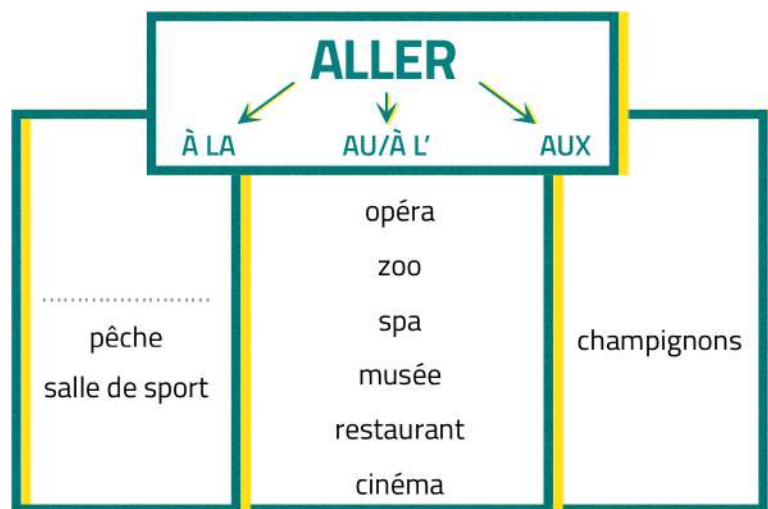 ALLER
À LA
AU/À L'
AUX
pêche
salle de sport
opéra
zoo
spa
musée
restaurant
cinéma
champignons